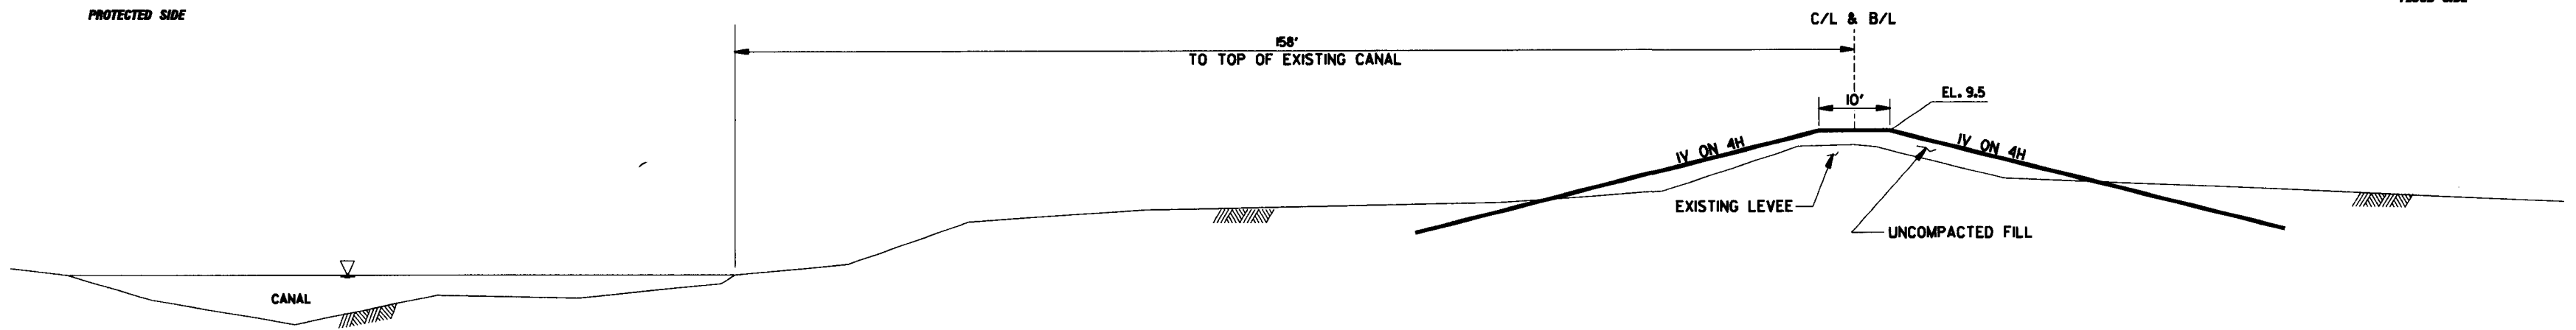 PROTECTED SIDE
C/L & B/L
158'
TO TOP OF EXISTING CANAL
10'
EL. 9.5
1V ON 4H
1V ON 4H
EXISTING LEVEE
UNCOMPACTED FILL
CANAL